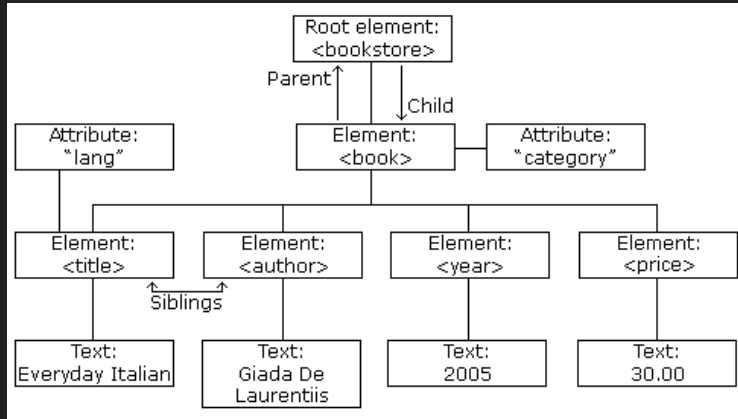 Root element:
<bookstore>
Parent
Child
Attribute:
"lang"
Element:
<book>
Attribute:
"category"
Element:
<title>
Element:
<author>
Element:
<year>
Element:
<price>
Siblings
Text:
Everyday Italian
Text:
Giada De
Laurentiis
Text:
2005
Text:
30.00